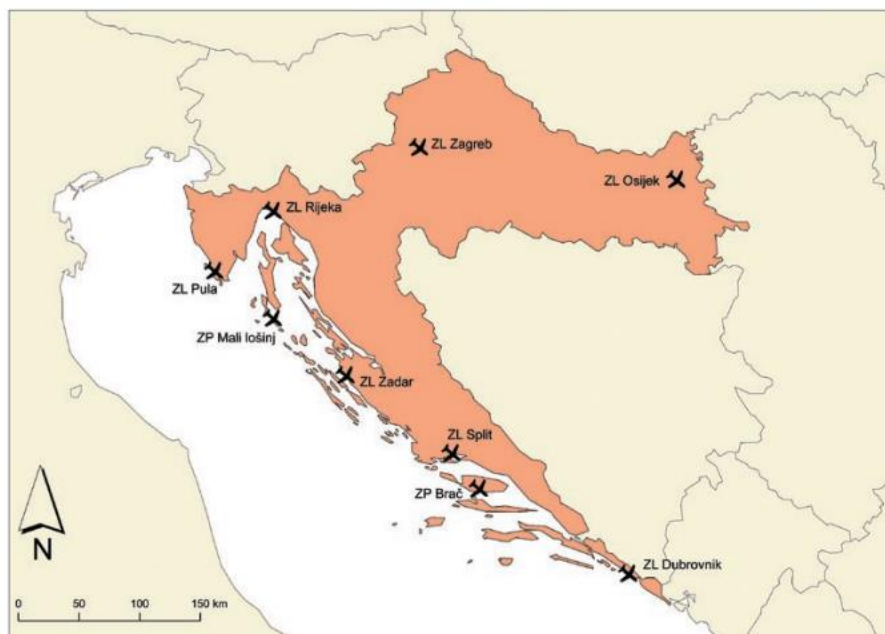 ZL Zagreb
ZL Osijek
ZL Rijeka
ZL Pula
ZP Mali lošinj
ZL Zadar
ZL Split
ZP Brač
ZL Dubrovnik
N
0 50 100 150 km